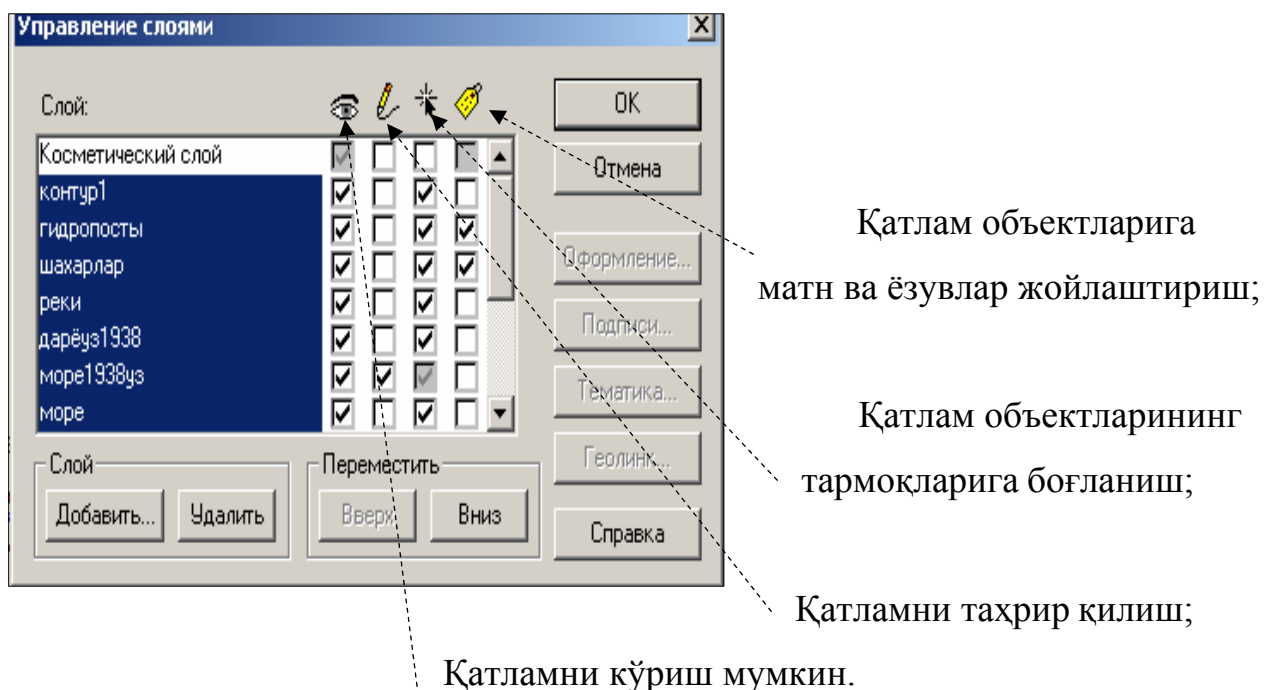 Управление слоями
Слой:
OK
Косметический слой
Отмена
контур1
гидропосты
Қатлам объектларига
шахарлар
Оформление...
матн ва ёзувлар жойлаштириш;
реки
Подписи...
дарёуз1938
море1938уз
Тематика...
море
Қатлам объектларининг
Слой
Переместить
Геолинк...
тармоқларига боғланиш;
Добавить...
Удалить
Вверх
Вниз
Справка
Қатламни таҳрир қилиш;
Қатламни кўриш мумкин.